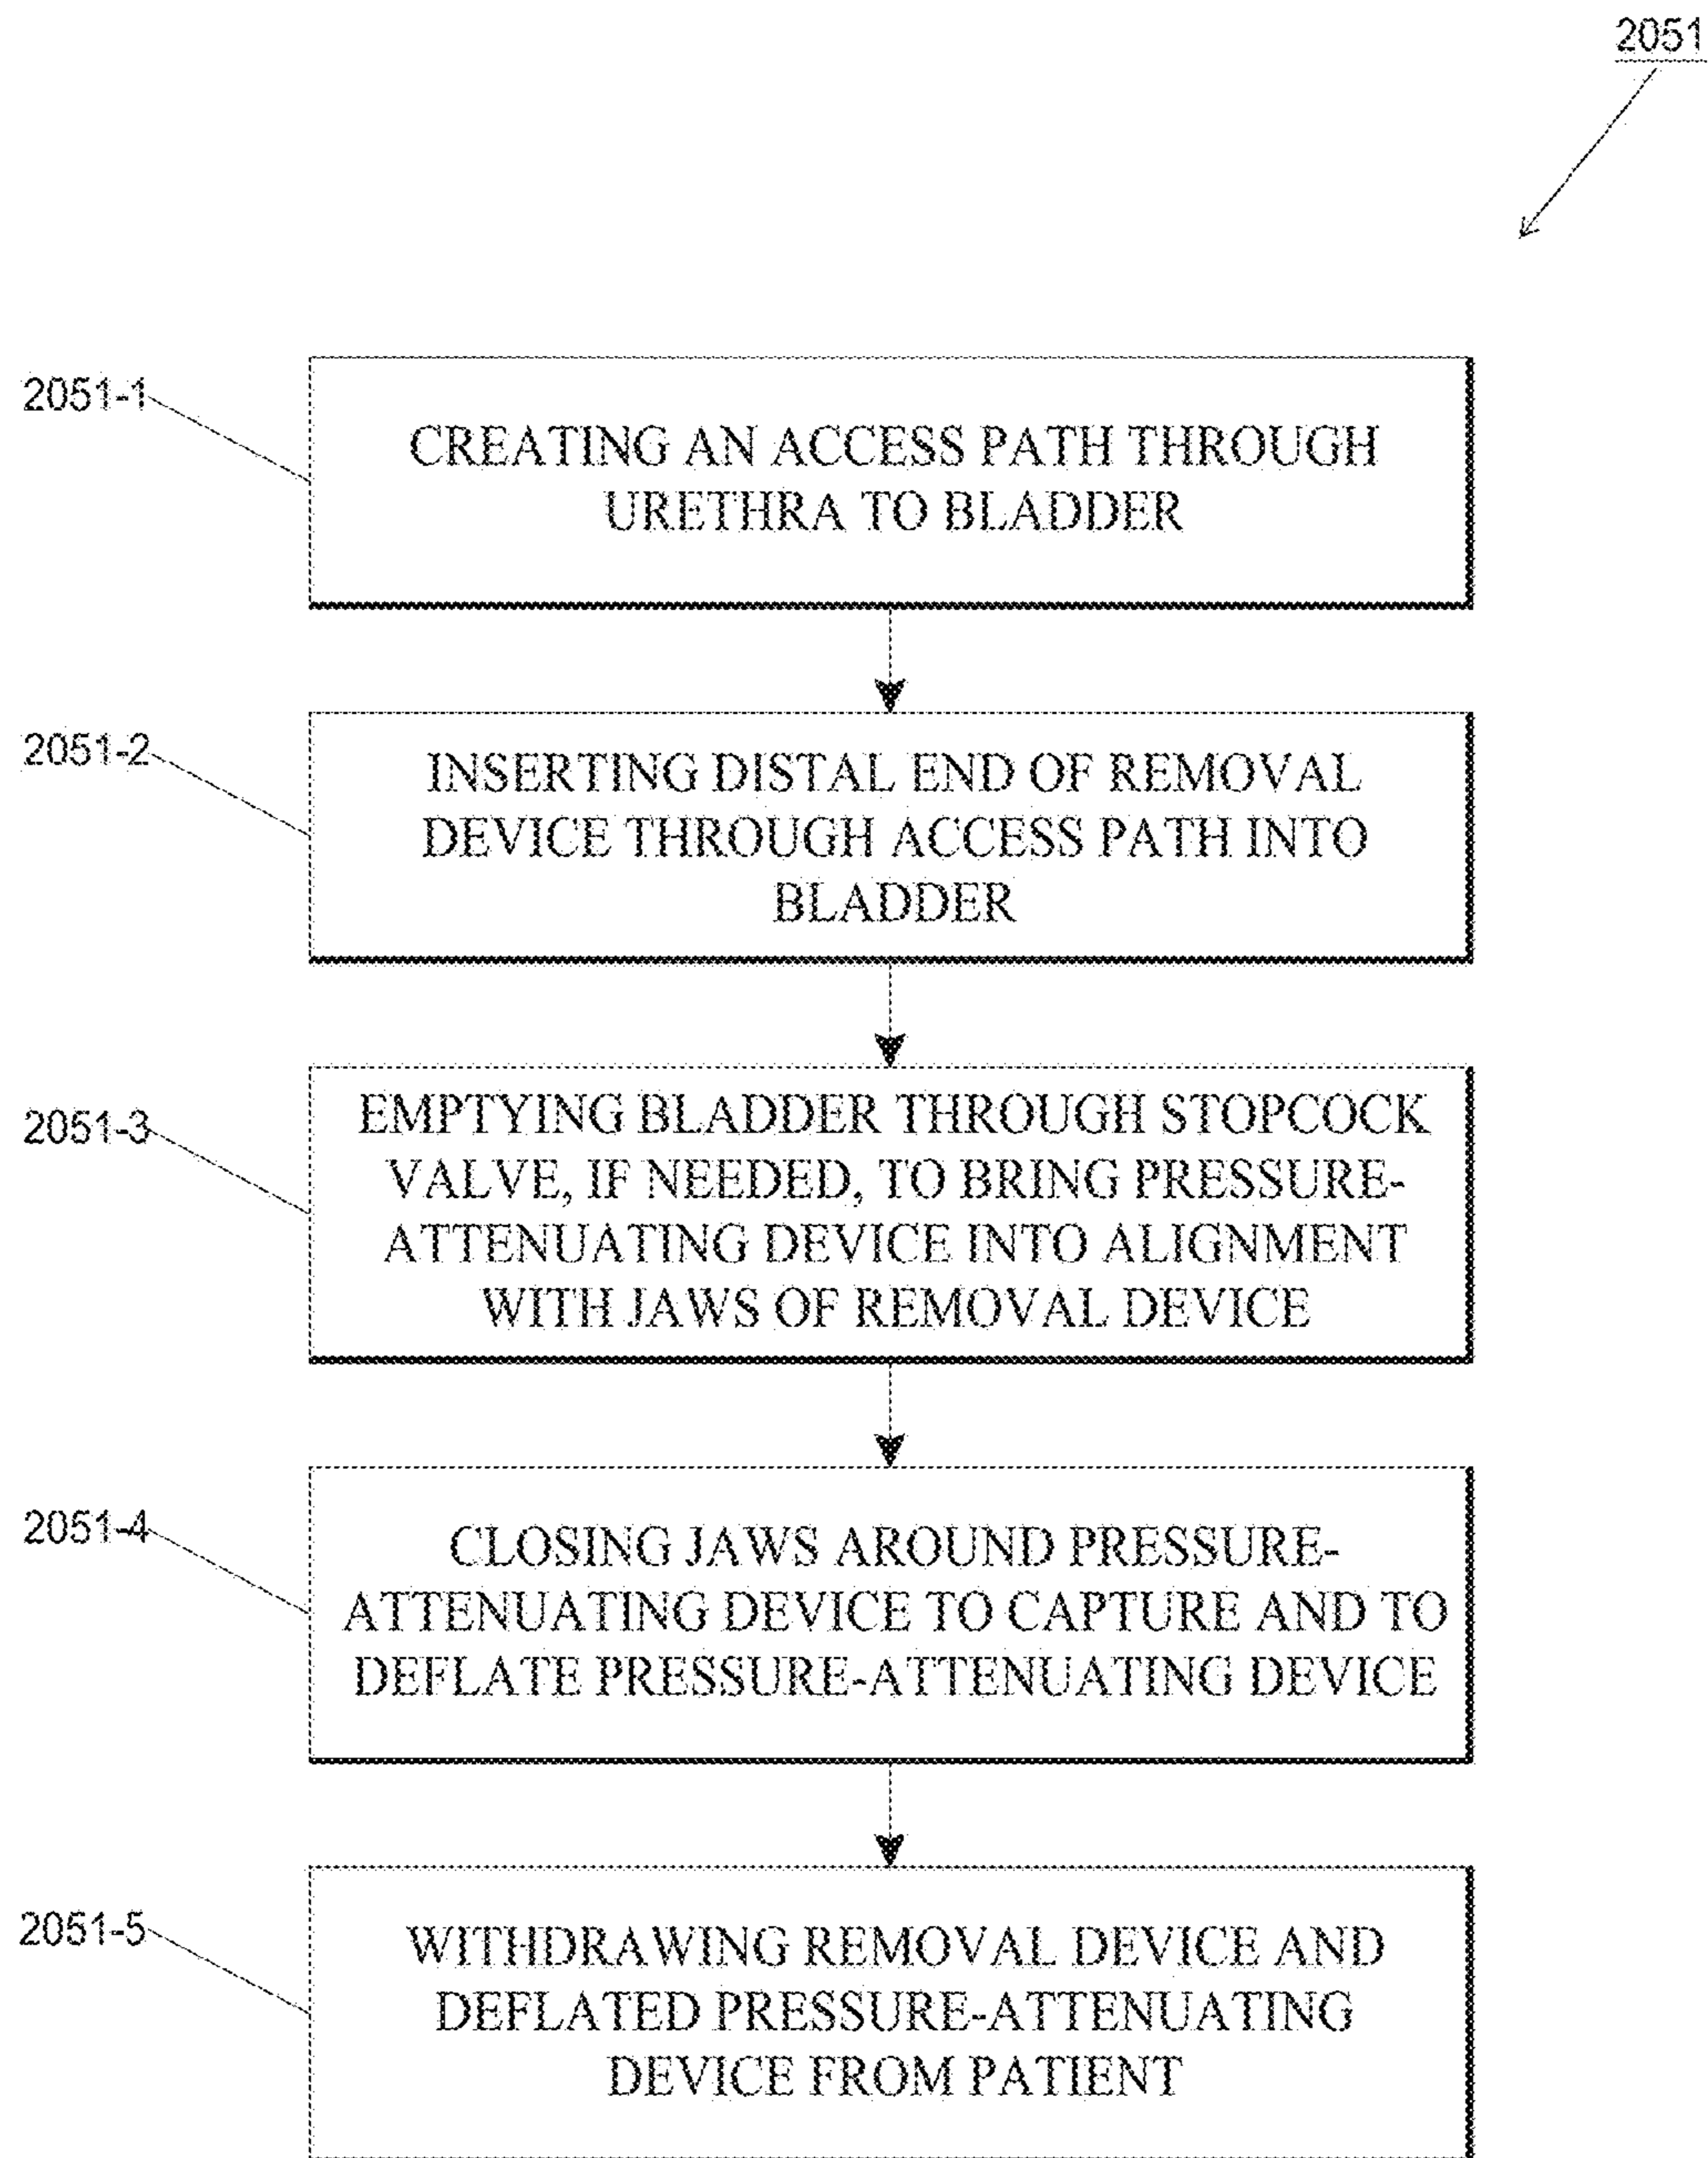 2051
2051-1
CREATING AN ACCESS PATH THROUGH
URETHRA TO BLADDER
2051-2
INSERTING DISTAL END OF REMOVAL
DEVICE THROUGH ACCESS PATH INTO
BLADDER
2051-3
EMPTYING BLADDER THROUGH STOPCOCK
VALVE, IF NEEDED, TO BRING PRESSURE-
ATTENUATING DEVICE INTO ALIGNMENT
WITH JAWS OF REMOVAL DEVICE
2051-4
CLOSING JAWS AROUND PRESSURE-
ATTENUATING DEVICE TO CAPTURE AND TO
DEFLATE PRESSURE-ATTENUATING DEVICE
2051-5
WITHDRAWING REMOVAL DEVICE AND
DEFLATED PRESSURE-ATTENUATING
DEVICE FROM PATIENT